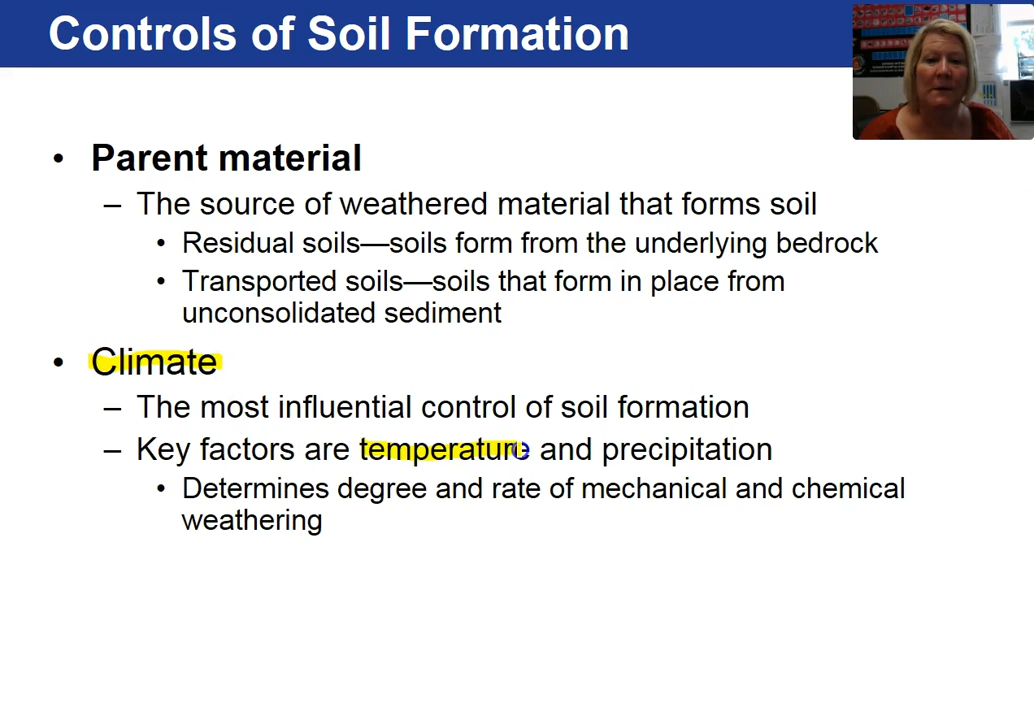 Controls of Soil Formation
• Parent material
– The source of weathered material that forms soil
• Residual soils—soils form from the underlying bedrock
• Transported soils—soils that form in place from
unconsolidated sediment
• Climate
– The most influential control of soil formation
– Key factors are temperature and precipitation
• Determines degree and rate of mechanical and chemical
weathering